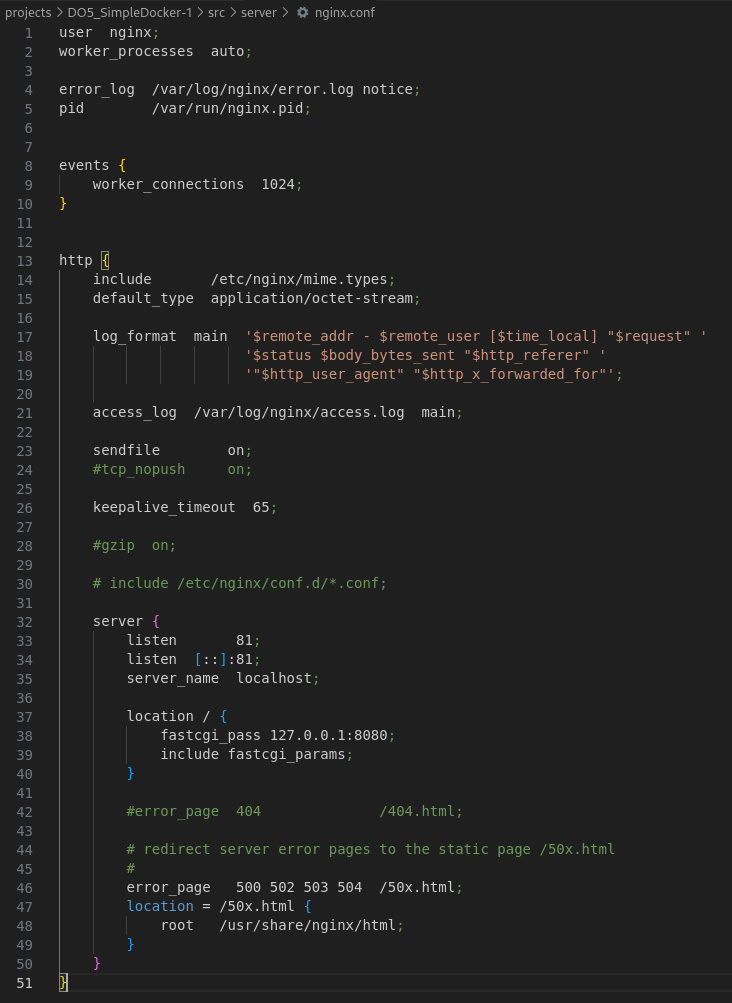 projects > DO5_SimpleDocker-1 > src > server > nginx.conf
1 user  nginx;
2 worker_processes  auto;
3
4 error_log  /var/log/nginx/error.log notice;
5 pid        /var/run/nginx.pid;
6
7
8 events {
9     worker_connections  1024;
10 }
11
12
13 http {
14     include       /etc/nginx/mime.types;
15     default_type  application/octet-stream;
16
17     log_format  main  '$remote_addr - $remote_user [$time_local] "$request" '
18                       '$status $body_bytes_sent "$http_referer" '
19                       '"$http_user_agent" "$http_x_forwarded_for"';
20
21     access_log  /var/log/nginx/access.log  main;
22
23     sendfile        on;
24     #tcp_nopush     on;
25
26     keepalive_timeout  65;
27
28     #gzip  on;
29
30     # include /etc/nginx/conf.d/*.conf;
31
32     server {
33         listen       81;
34         listen  [::]:81;
35         server_name  localhost;
36
37         location / {
38             fastcgi_pass 127.0.0.1:8080;
39             include fastcgi_params;
40         }
41
42         #error_page  404              /404.html;
43
44         # redirect server error pages to the static page /50x.html
45         #
46         error_page   500 502 503 504  /50x.html;
47         location = /50x.html {
48             root   /usr/share/nginx/html;
49         }
50     }
51 }